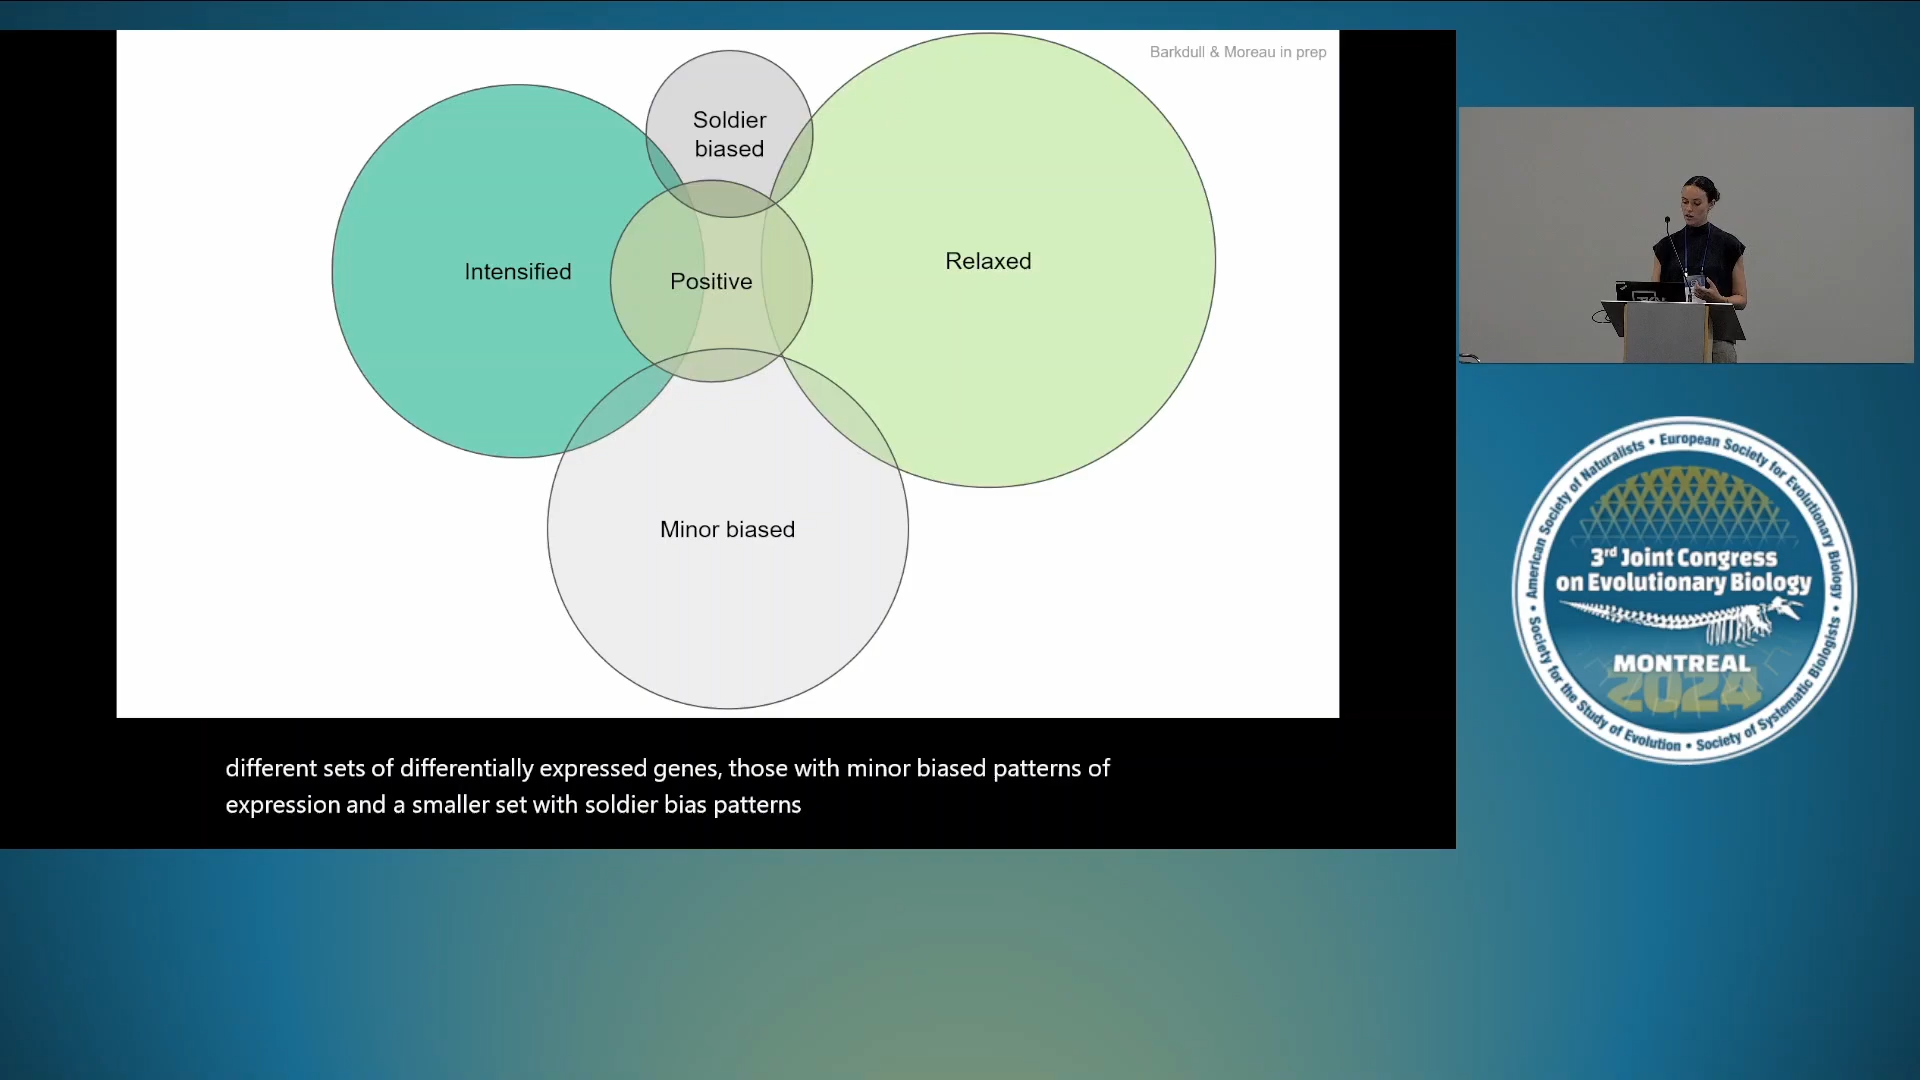 Barkdull & Moreau in prep
Soldier
biased
Intensified
Positive
Relaxed
Minor biased
different sets of differentially expressed genes, those with minor biased patterns of
expression and a smaller set with soldier bias patterns
American Society of Naturalists • European Society for Evolutionary Biology •
3rd Joint Congress
on Evolutionary Biology
MONTREAL
2024
Society for the Study of Evolution • Society of Systematic Biologists •